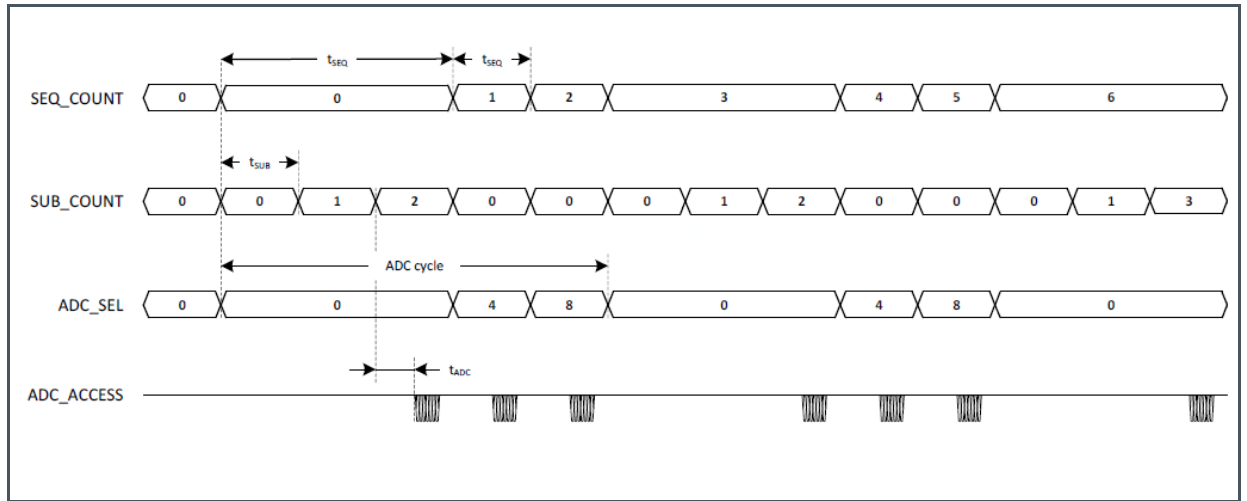 tSEQ tSEQ
SEQ_COUNT 0 0 1 2 3 4 5 6
tSUB
SUB_COUNT 0 0 1 2 0 0 0 1 2 0 0 0 1 3
ADC cycle
ADC_SEL 0 0 4 8 0 4 8 0
tADC
ADC_ACCESS